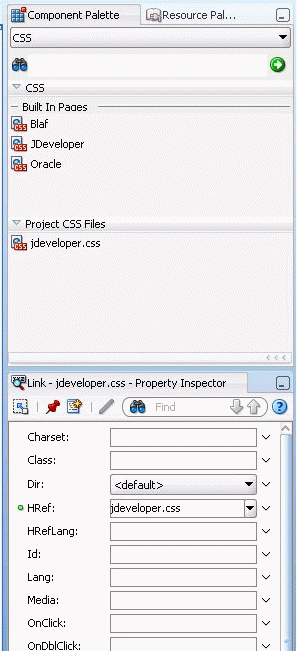 Component Palette
Resource Pal...
CSS
CSS
Built In Pages
Blaf
JDeveloper
Oracle
Project CSS Files
jdeveloper.css
Link - jdeveloper.css - Property Inspector
Find
Charset:
Class:
Dir: <default>
HRef: jdeveloper.css
HRefLang:
Id:
Lang:
Media:
OnClick:
OnDblClick: